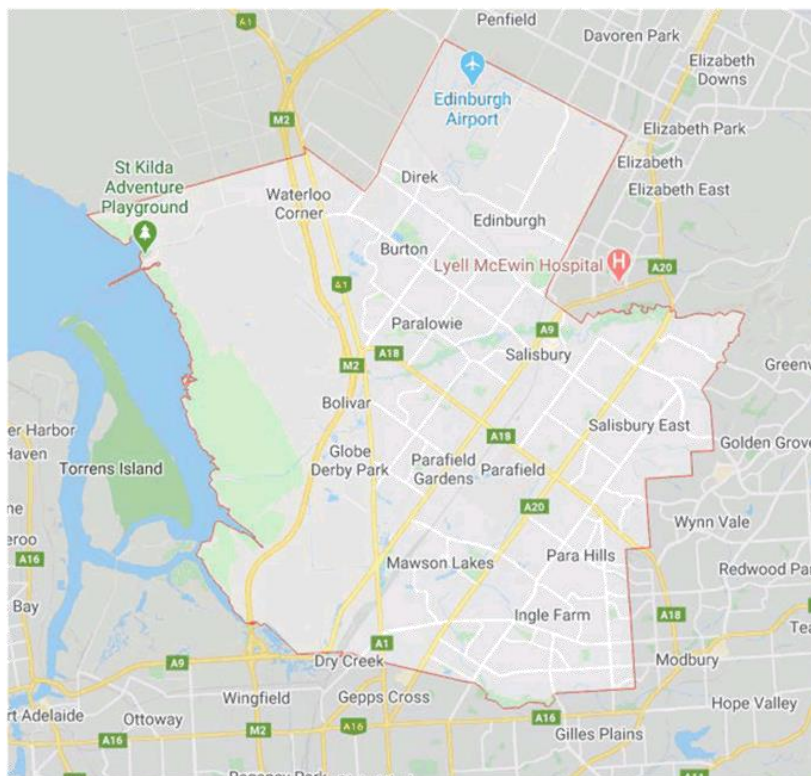 Penfield
Davoren Park
A1
Elizabeth
Downs
Edinburgh
Airport
M2
Elizabeth Park
St Kilda
Adventure
Playground
Elizabeth
Direk
Waterloo
Corner
Elizabeth East
Edinburgh
Burton
Lyell McEwin Hospital
H
A20
A1
Paralowie
A9
A18
Salisbury
M2
Greenw
Bolivar
Salisbury East
er Harbor
A18
Haven
Globe
Derby Park
Golden Grove
Torrens Island
Parafield
Gardens
Parafield
A20
ne
Wynn Vale
eroo
A16
Mawson Lakes
Para Hills
Redwood Par
Bay
Ingle Farm
A18
A1
Tea
Dry Creek
A9
Modbury
Wingfield
Gepps Cross
Hope Valley
rt Adelaide
Ottoway
A16
A16
M2
A16
Gilles Plains